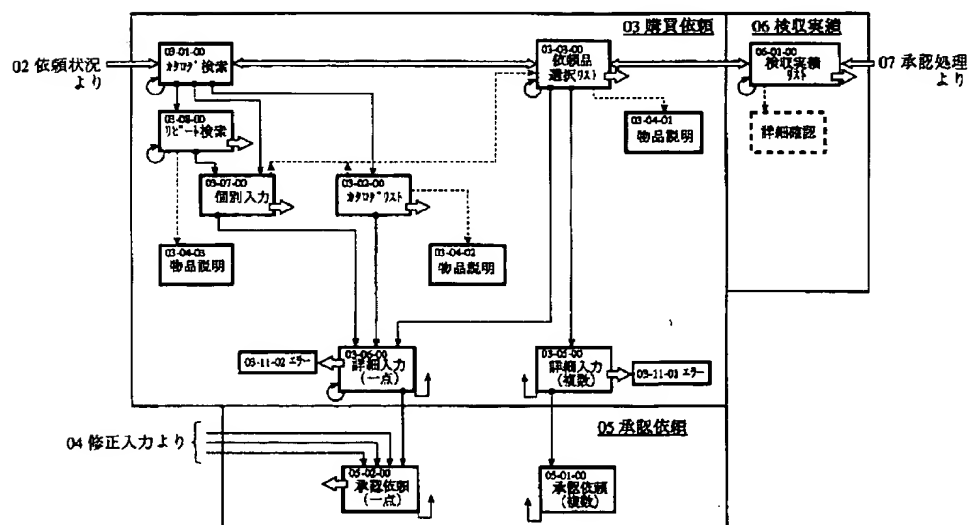 03 購買依頼
06 検収実績
02 依頼状況
より
03-01-00
ｶﾀﾛｸﾞ検索
03-03-00
依頼品
選択ﾘｽﾄ
06-01-00
検収実績
ﾘｽﾄ
07 承認処理
より
03-08-00
ﾘﾋﾟｰﾄ検索
03-04-01
物品説明
詳細確認
03-07-00
個別入力
03-02-00
ｶﾀﾛｸﾞﾘｽﾄ
03-04-03
物品説明
03-04-02
物品説明
03-11-02 ｴﾗｰ
03-06-00
詳細入力
(一点)
03-05-00
詳細入力
(複数)
03-11-01 ｴﾗｰ
05 承認依頼
04 修正入力より
05-02-00
承認依頼
(一点)
05-01-00
承認依頼
(複数)